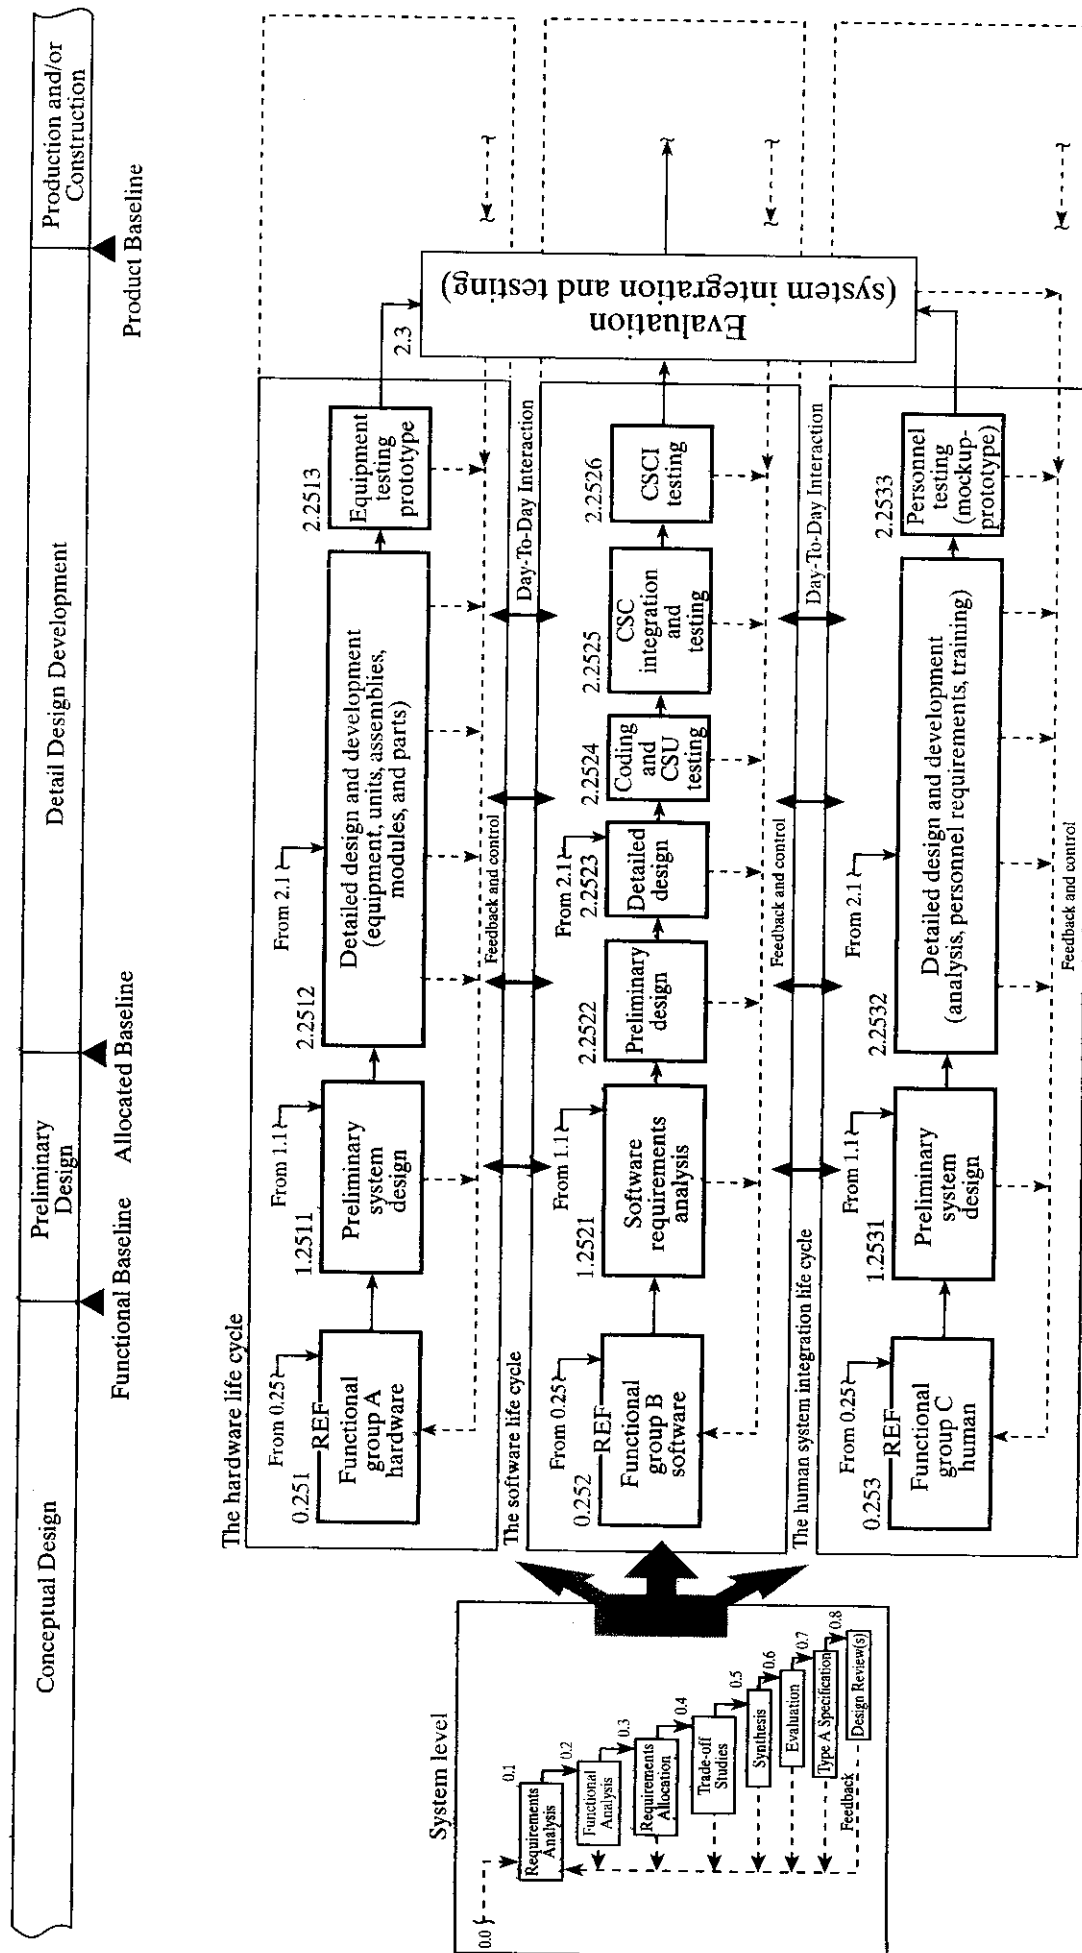 Conceptual Design
Preliminary
Design
Detail Design Development
Production and/or
Construction
Functional Baseline
Allocated Baseline
Product Baseline
System level
0.0
0.1
Requirements
Analysis
0.2
Functional
Analysis
0.3
Requirements
Allocation
0.4
Trade-off
Studies
0.5
Synthesis
0.6
Evaluation
0.7
Type A Specification
0.8
Design Review(s)
Feedback
The hardware life cycle
From 0.25
0.251
REF
Functional
group A
hardware
From 1.1
1.2511
Preliminary
system
design
From 2.1
2.2512
Detailed design and development
(equipment, units, assemblies,
modules, and parts)
2.2513
Equipment
testing
prototype
Feedback and control
Day-To-Day Interaction
The software life cycle
From 0.25
0.252
REF
Functional
group B
software
From 1.1
1.2521
Software
requirements
analysis
2.2522
Preliminary
design
From 2.1
2.2523
Detailed
design
2.2524
Coding
and
CSU
testing
2.2525
CSC
integration
and
testing
2.2526
CSCI
testing
Feedback and control
Day-To-Day Interaction
2.3
Evaluation
(system integration and testing)
The human system integration life cycle
From 0.25
0.253
REF
Functional
group C
human
From 1.1
1.2531
Preliminary
system
design
From 2.1
2.2532
Detailed design and development
(analysis, personnel requirements, training)
2.2533
Personnel
testing
(mockup-
prototype)
Feedback and control